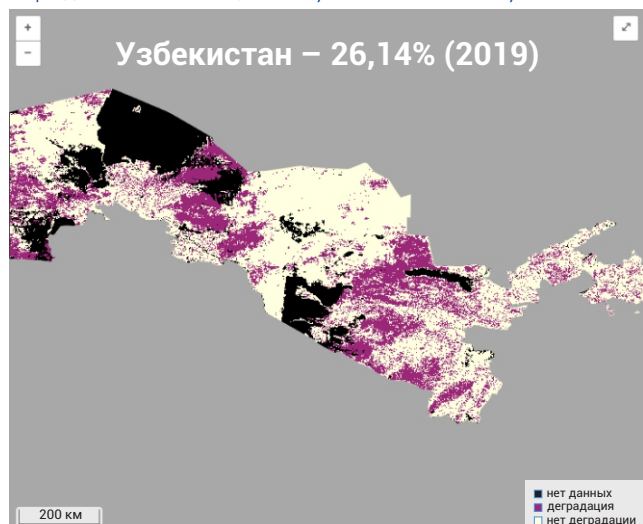 +
−
Узбекистан – 26,14% (2019)
200 км
нет данных
деградация
нет деградации